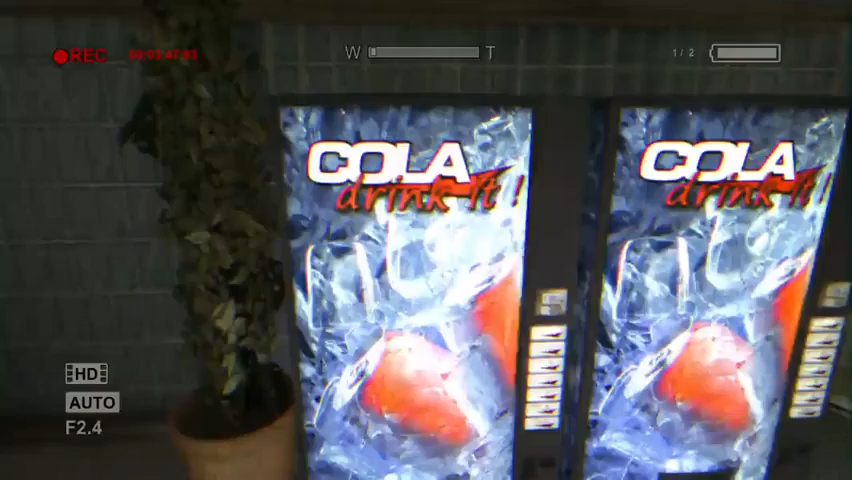 REC
W T
1/2
COLA
drink it!
COLA
drink it!
HD
AUTO
F2.4